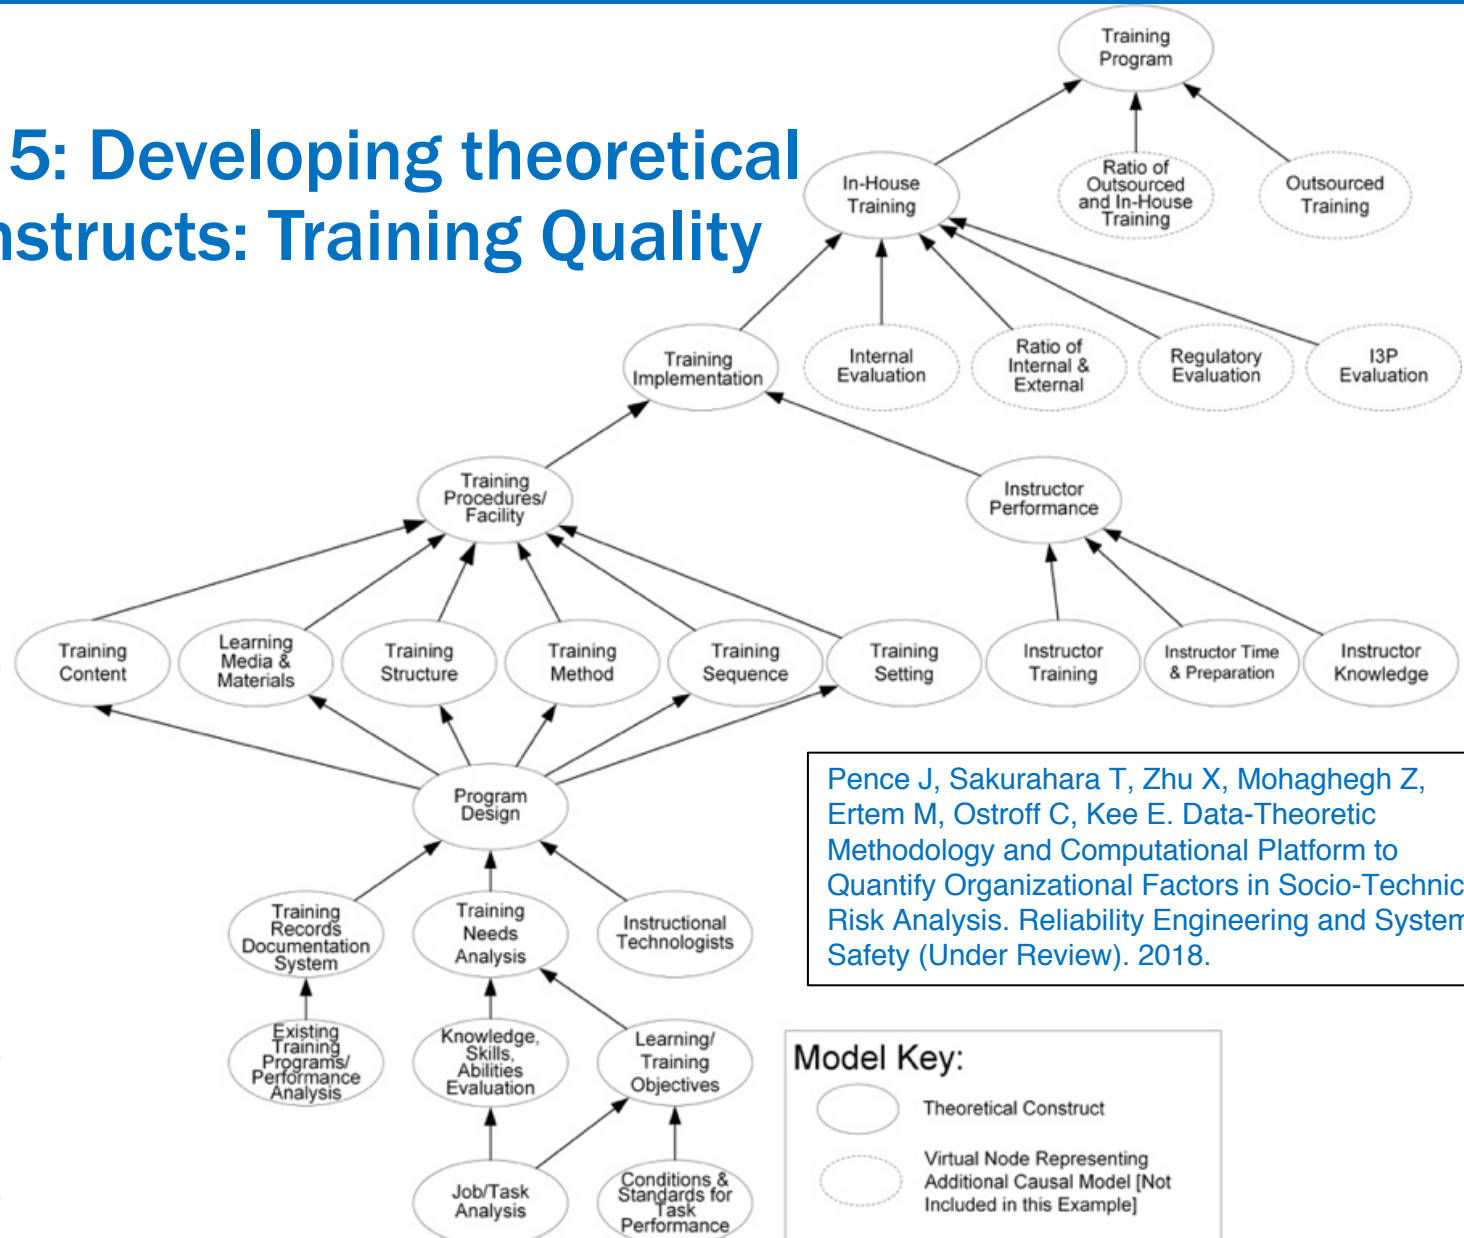 Training
Program
5: Developing theoretical
nstructs: Training Quality
In-House
Training
Ratio of
Outsourced
and In-House
Training
Outsourced
Training
Training
Implementation
Internal
Evaluation
Ratio of
Internal &
External
Regulatory
Evaluation
I3P
Evaluation
Training
Procedures/
Facility
Instructor
Performance
Training
Content
Learning
Media &
Materials
Training
Structure
Training
Method
Training
Sequence
Training
Setting
Instructor
Training
Instructor Time
& Preparation
Instructor
Knowledge
Program
Design
Pence J, Sakurahara T, Zhu X, Mohaghegh Z,
Ertem M, Ostroff C, Kee E. Data-Theoretic
Methodology and Computational Platform to
Quantify Organizational Factors in Socio-Technic
Risk Analysis. Reliability Engineering and System
Safety (Under Review). 2018.
Training
Records
Documentation
System
Training
Needs
Analysis
Instructional
Technologists
Existing
Training
Programs/
Performance
Analysis
Knowledge,
Skills,
Abilities
Evaluation
Learning/
Training
Objectives
Job/Task
Analysis
Conditions &
Standards for
Task
Performance
Model Key:
Theoretical Construct
Virtual Node Representing
Additional Causal Model [Not
Included in this Example]